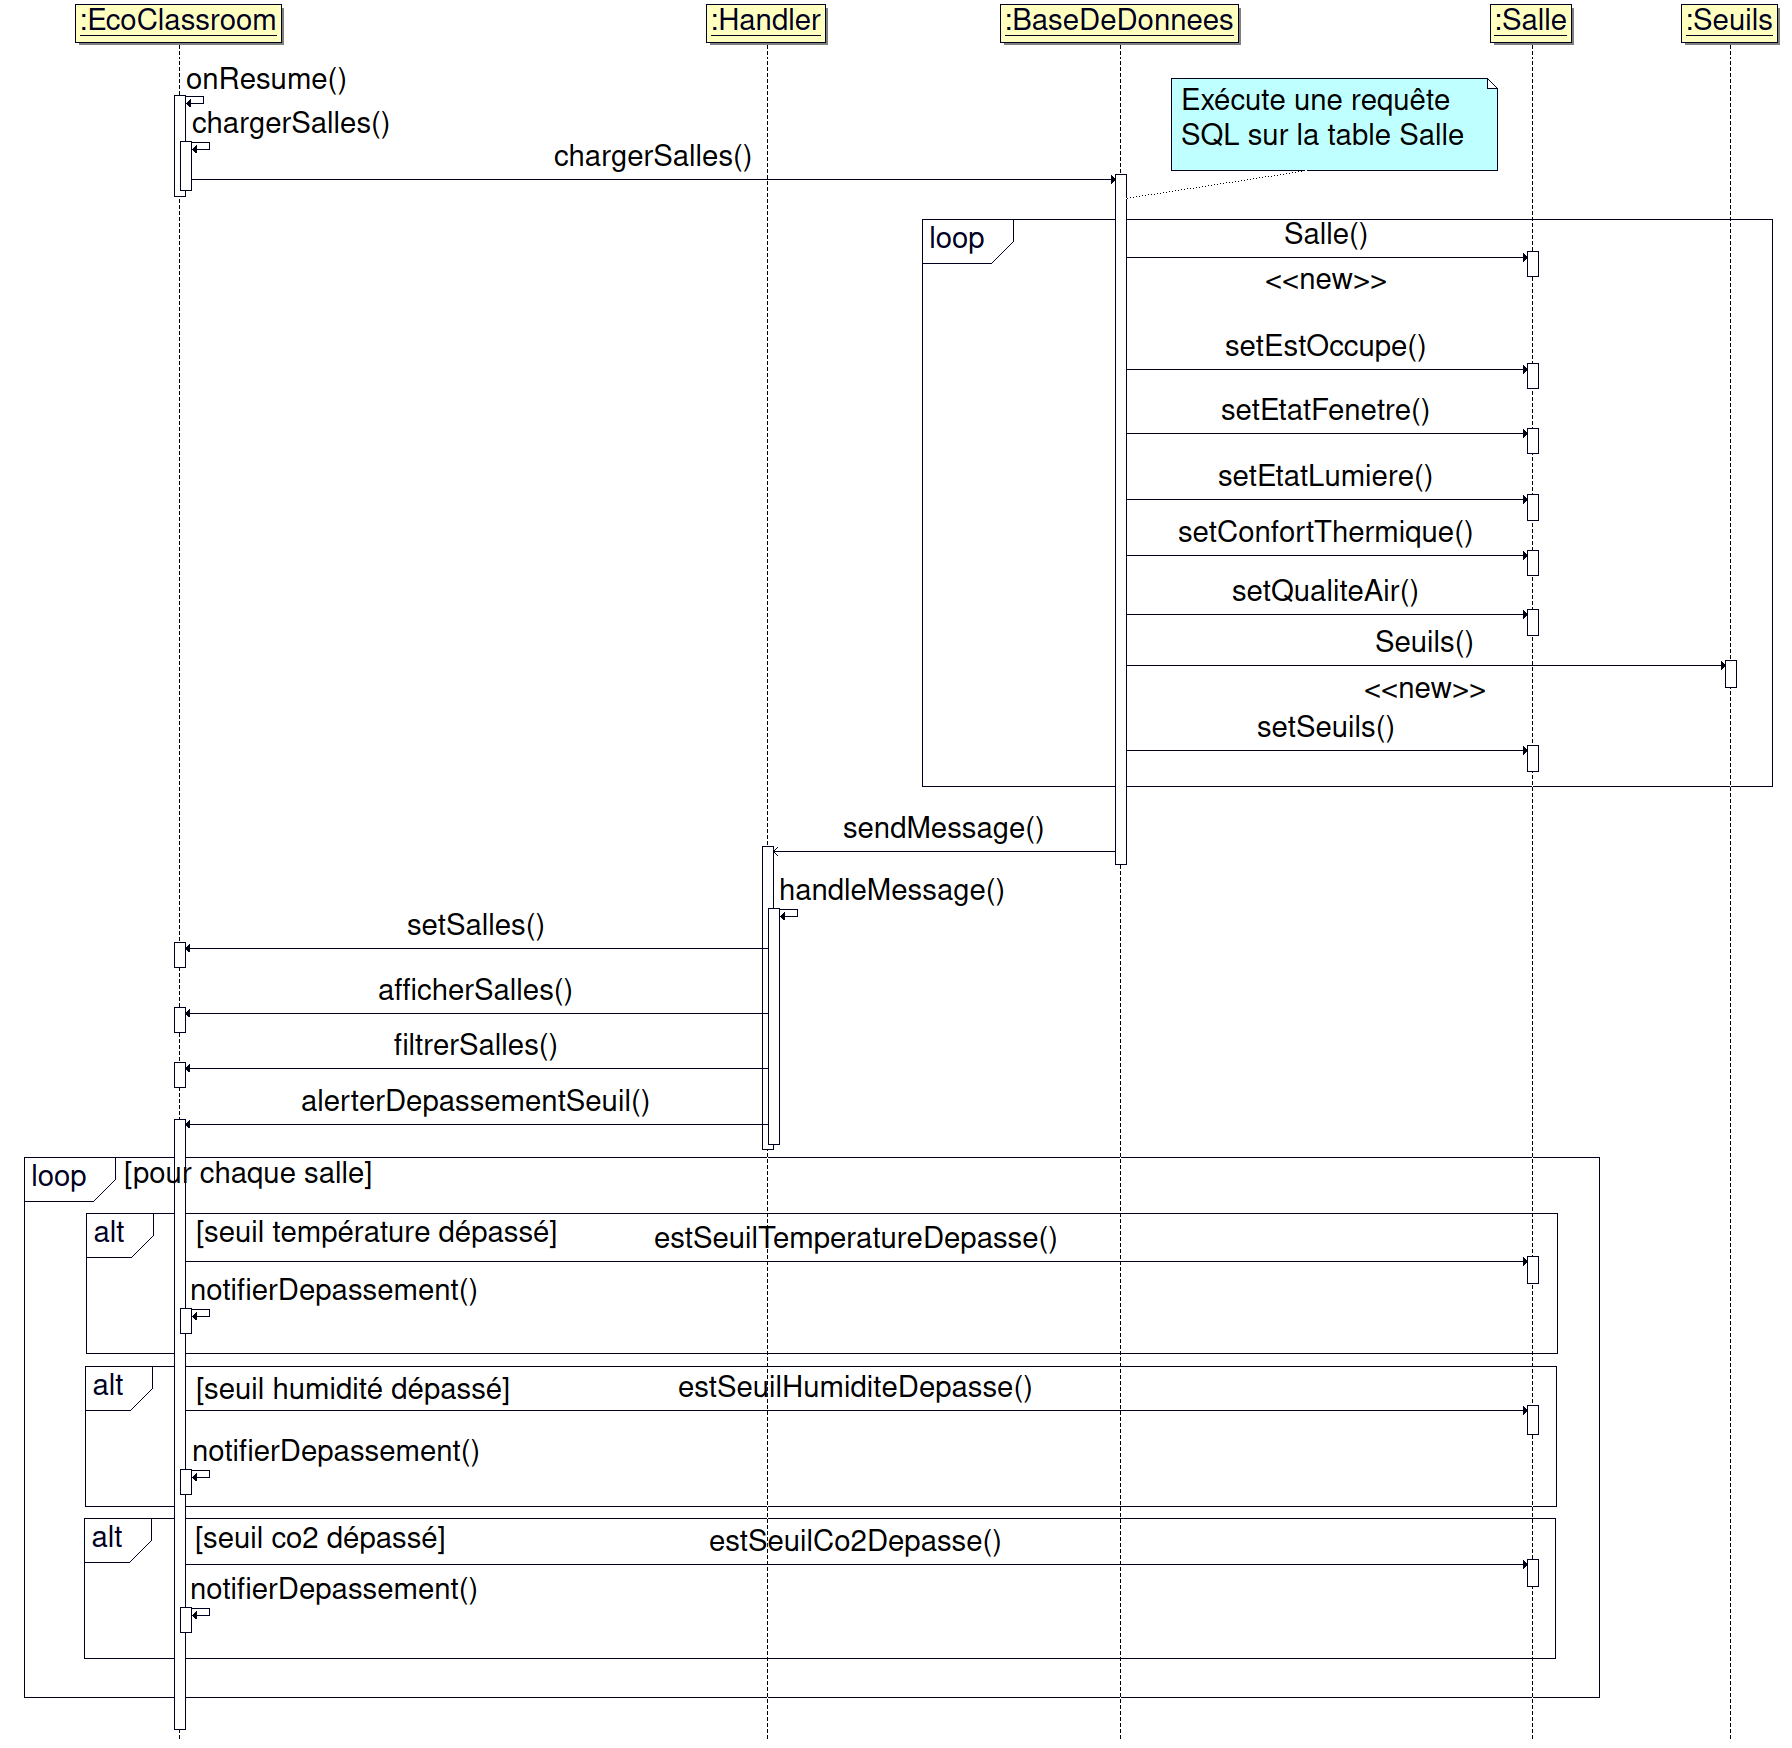 :EcoClassroom
:Handler
:BaseDeDonnees
:Salle
:Seuils
onResume()
chargerSalles()
chargerSalles()
Exécute une requête
SQL sur la table Salle
loop
Salle()
<<new>>
setEstOccupe()
setEtatFenetre()
setEtatLumiere()
setConfortThermique()
setQualiteAir()
Seuils()
<<new>>
setSeuils()
sendMessage()
handleMessage()
setSalles()
afficherSalles()
filtrerSalles()
alerterDepassementSeuil()
loop
[pour chaque salle]
alt
[seuil température dépassé]
estSeuilTemperatureDepasse()
notifierDepassement()
alt
[seuil humidité dépassé]
estSeuilHumiditeDepasse()
notifierDepassement()
alt
[seuil co2 dépassé]
estSeuilCo2Depasse()
notifierDepassement()